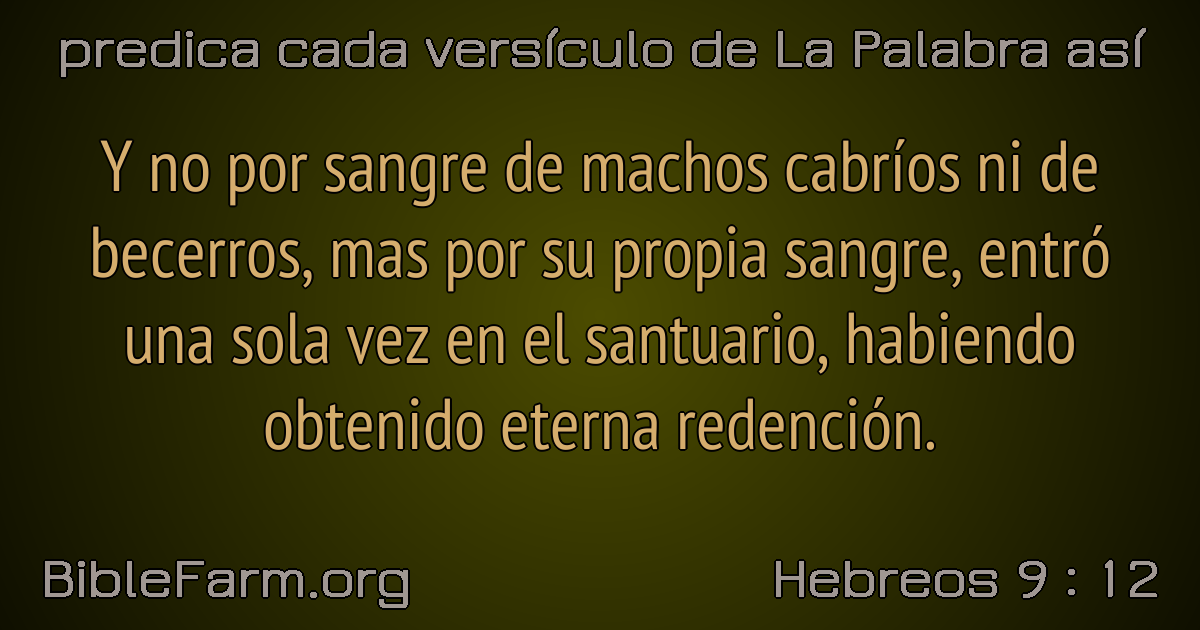 predica cada versículo de La Palabra así
Y no por sangre de machos cabríos ni de
becerros, mas por su propia sangre, entró
una sola vez en el santuario, habiendo
obtenido eterna redención.
BibleFarm.org
Hebreos 9 : 12